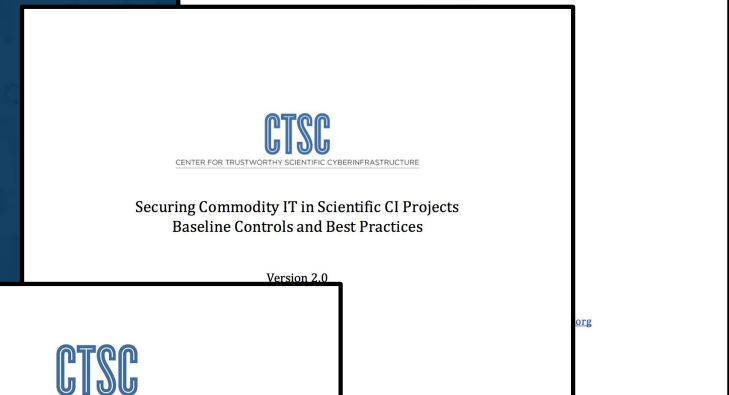 CTSC
CENTER FOR TRUSTWORTHY SCIENTIFIC CYBERINFRASTRUCTURE
Securing Commodity IT in Scientific CI Projects
Baseline Controls and Best Practices
Version 2.0
org
CTSC